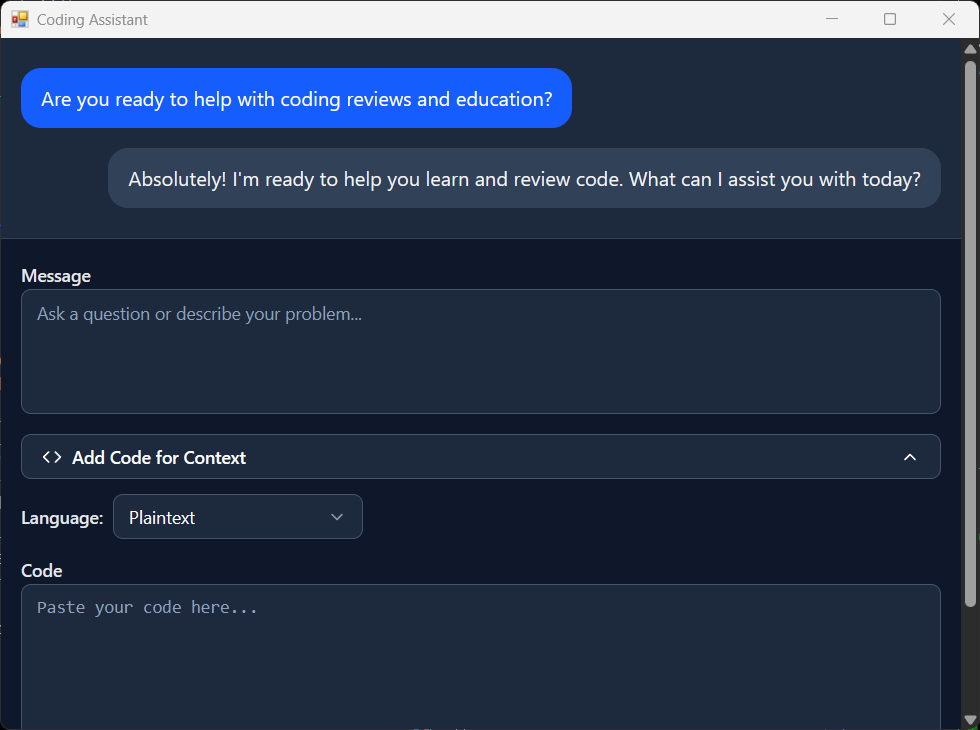 Coding Assistant
Are you ready to help with coding reviews and education?
Absolutely! I'm ready to help you learn and review code. What can I assist you with today?
Message
Ask a question or describe your problem...
<> Add Code for Context
Language: Plaintext
Code
Paste your code here...